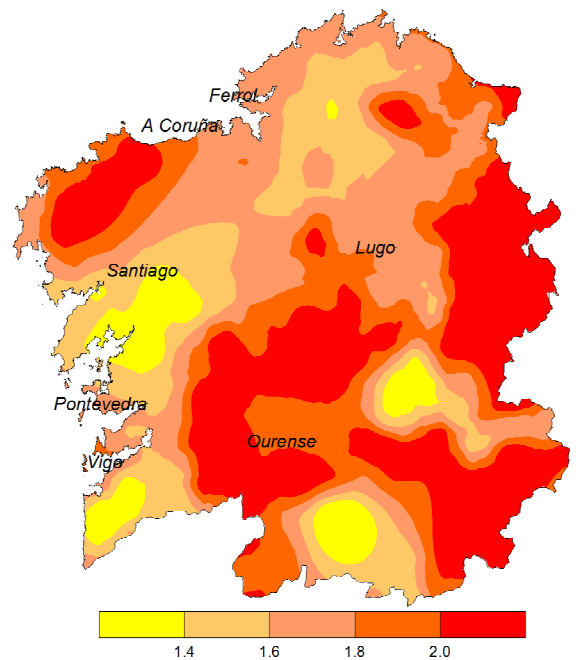 Ferrol
A Coruña
Lugo
Santiago
Pontevedra
Ourense
Vigo
1.4 1.6 1.8 2.0